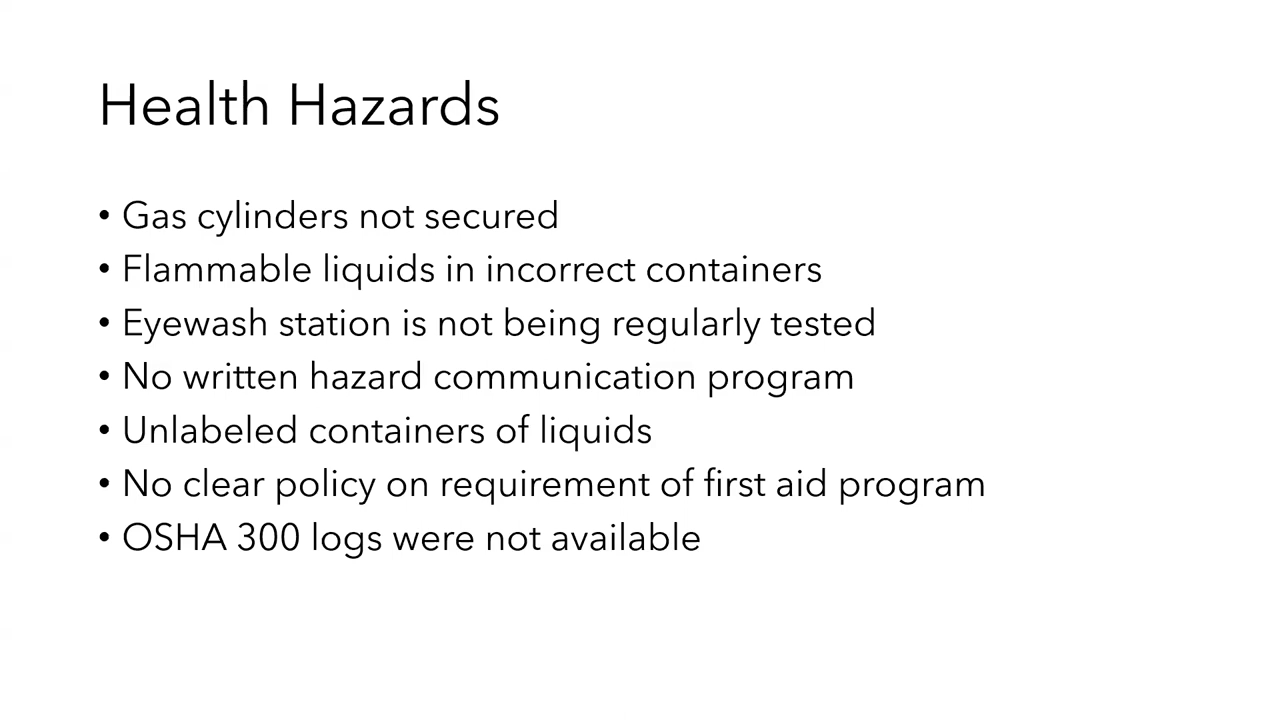 Health Hazards
• Gas cylinders not secured
• Flammable liquids in incorrect containers
• Eyewash station is not being regularly tested
• No written hazard communication program
• Unlabeled containers of liquids
• No clear policy on requirement of first aid program
• OSHA 300 logs were not available